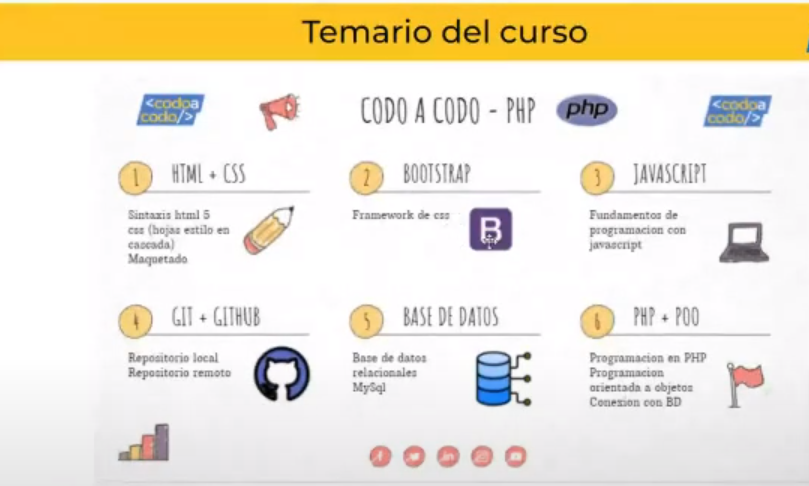 Temario del curso
<codoa
codo/>
CODO A CODO - PHP
php
<codoa
codo/>
1
HTML + CSS
Sintaxis html 5
css (hojas estilo en
cascada)
Maquetado
2
BOOTSTRAP
Framework de css
B
3
JAVASCRIPT
Fundamentos de
programacion con
javascript
4
GIT + GITHUB
Repositorio local
Repositorio remoto
5
BASE DE DATOS
Base de datos
relacionales
MySql
6
PHP + POO
Programacion en PHP
Programacion
orientada a objetos
Conexion con BD